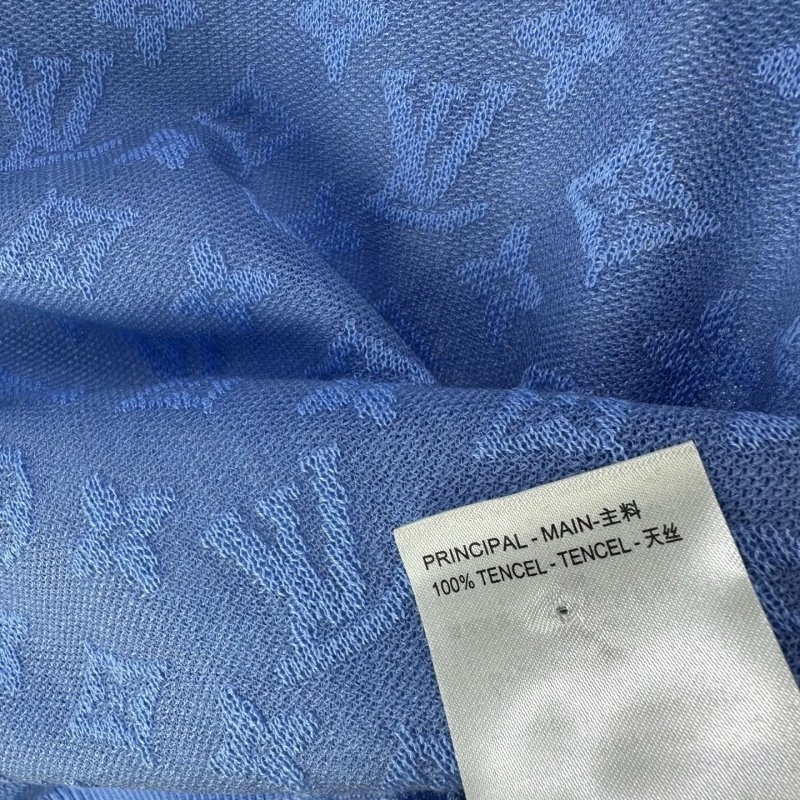 PRINCIPAL - MAIN-主料
100% TENCEL - TENCEL - 天丝